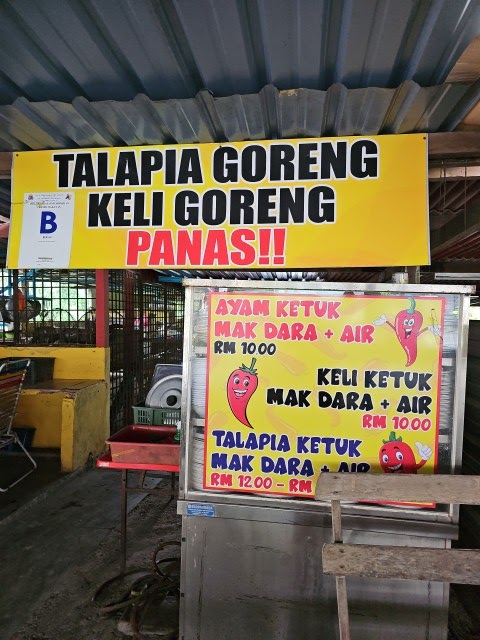 TALAPIA GORENG
KELI GORENG
PANAS!!
B
AYAM KETUK
MAK DARA + AIR
RM 10.00
KELI KETUK
MAK DARA + AIR
RM 10.00
TALAPIA KETUK
MAK DARA + AIR
RM 12.00 - RM